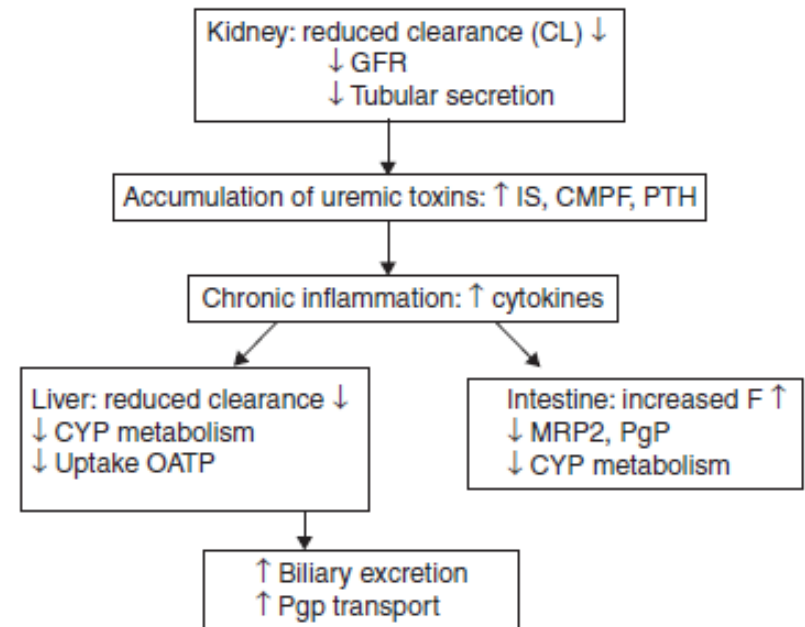 Kidney: reduced clearance (CL) ↓
↓ GFR
↓ Tubular secretion
Accumulation of uremic toxins: ↑ IS, CMPF, PTH
Chronic inflammation: ↑ cytokines
Liver: reduced clearance ↓
↓ CYP metabolism
↓ Uptake OATP
Intestine: increased F ↑
↓ MRP2, PgP
↓ CYP metabolism
↑ Biliary excretion
↑ Pgp transport